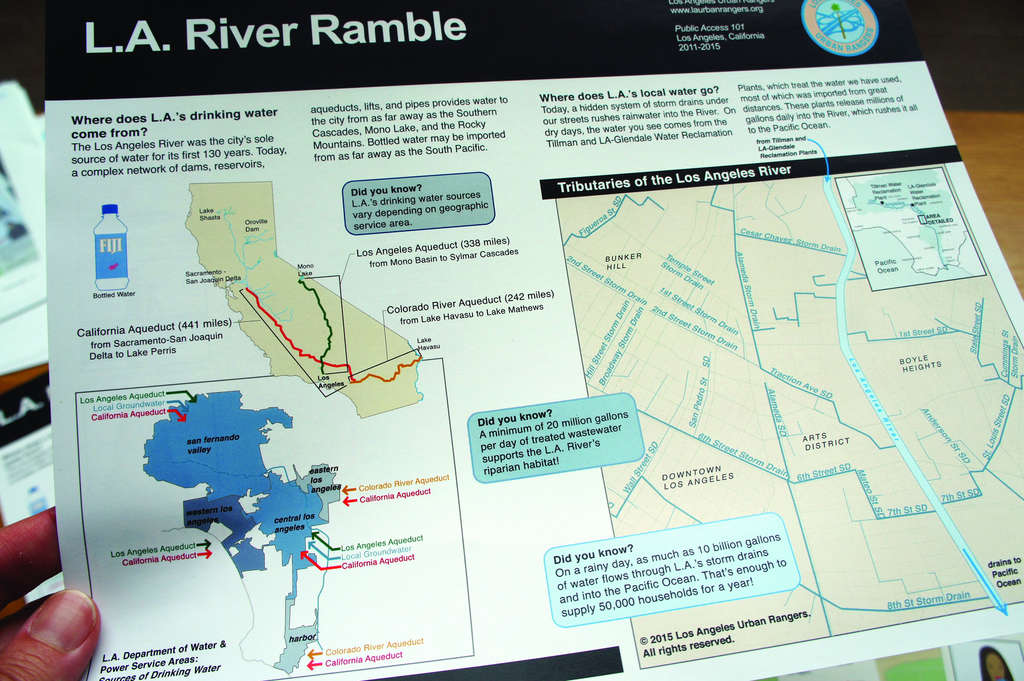 L.A. River Ramble
Los Angeles Urban Rangers
www.laurbanrangers.org
Public Access 101
Los Angeles, California
2011-2015
URBAN RANGERS
Where does L.A.'s drinking water
come from?
The Los Angeles River was the city's sole
source of water for its first 130 years. Today,
a complex network of dams, reservoirs,
aqueducts, lifts, and pipes provides water to
the city from as far away as the Southern
Cascades, Mono Lake, and the Rocky
Mountains. Bottled water may be imported
from as far away as the South Pacific.
Where does L.A.'s local water go?
Today, a hidden system of storm drains under
our streets rushes rainwater into the River. On
dry days, the water you see comes from the
Tillman and LA-Glendale Water Reclamation
Plants, which treat the water we have used,
most of which was imported from great
distances. These plants release millions of
gallons daily into the River, which rushes it all
to the Pacific Ocean.
FIJI
Bottled Water
Lake
Shasta
Oroville
Dam
Sacramento -
San Joaquin Delta
Mono
Lake
Los
Angeles
Lake
Havasu
Did you know?
L.A.'s drinking water sources
vary depending on geographic
service area.
Los Angeles Aqueduct (338 miles)
from Mono Basin to Sylmar Cascades
Colorado River Aqueduct (242 miles)
from Lake Havasu to Lake Mathews
California Aqueduct (441 miles)
from Sacramento-San Joaquin
Delta to Lake Perris
Los Angeles Aqueduct
Local Groundwater
California Aqueduct
san fernando
valley
eastern
los
angeles
Colorado River Aqueduct
California Aqueduct
western los
angeles
central los
angeles
Los Angeles Aqueduct
California Aqueduct
Los Angeles Aqueduct
Local Groundwater
California Aqueduct
harbor
Colorado River Aqueduct
California Aqueduct
L.A. Department of Water &
Power Service Areas:
Sources of Drinking Water
Did you know?
A minimum of 20 million gallons
per day of treated wastewater
supports the L.A. River's
riparian habitat!
Did you know?
On a rainy day, as much as 10 billion gallons
of water flows through L.A.'s storm drains
and into the Pacific Ocean. That's enough to
supply 50,000 households for a year!
from Tillman and
LA-Glendale
Reclamation Plants
Tributaries of the Los Angeles River
Tillman Water
Reclamation
Plant
LA-Glendale
Water
Reclamation
Plant
AREA
DETAILED
Pacific
Ocean
Figueroa St SD
BUNKER
HILL
Cesar Chavez Storm Drain
Temple Street
Storm Drain
1st Street Storm Drain
2nd Street Storm Drain
2nd Street Storm Drain
Hill Street Storm Drain
Broadway Storm Drain
Alameda Street Storm Drain
1st Street SD
State Street SD
Cummings St
Storm Drain
BOYLE
HEIGHTS
Traction Ave SD
San Pedro St SD
Alameda SD
6th Street Storm Drain
ARTS
DISTRICT
Anderson St SD
St. Louis Street SD
Wall St SD
DOWNTOWN
LOS ANGELES
6th Street SD
Mateo St SD
7th St SD
7th St SD
LOS ANGELES RIVER
8th St Storm Drain
drains to
Pacific
Ocean
© 2015 Los Angeles Urban Rangers.
All rights reserved.
L.A.